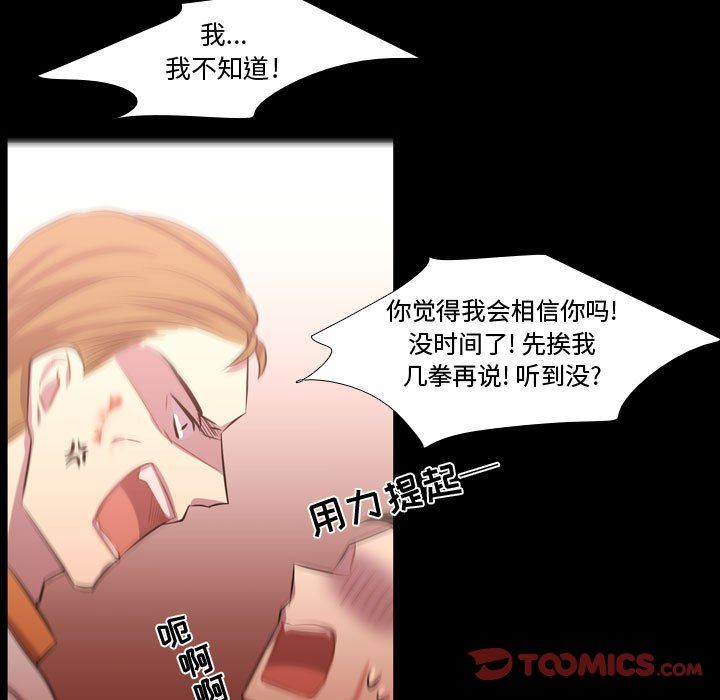 我...
我不知道!
你觉得我会相信你吗!
没时间了! 先挨我
几拳再说! 听到没?
用力提起一
呃啊啊
TOOMICS.COM